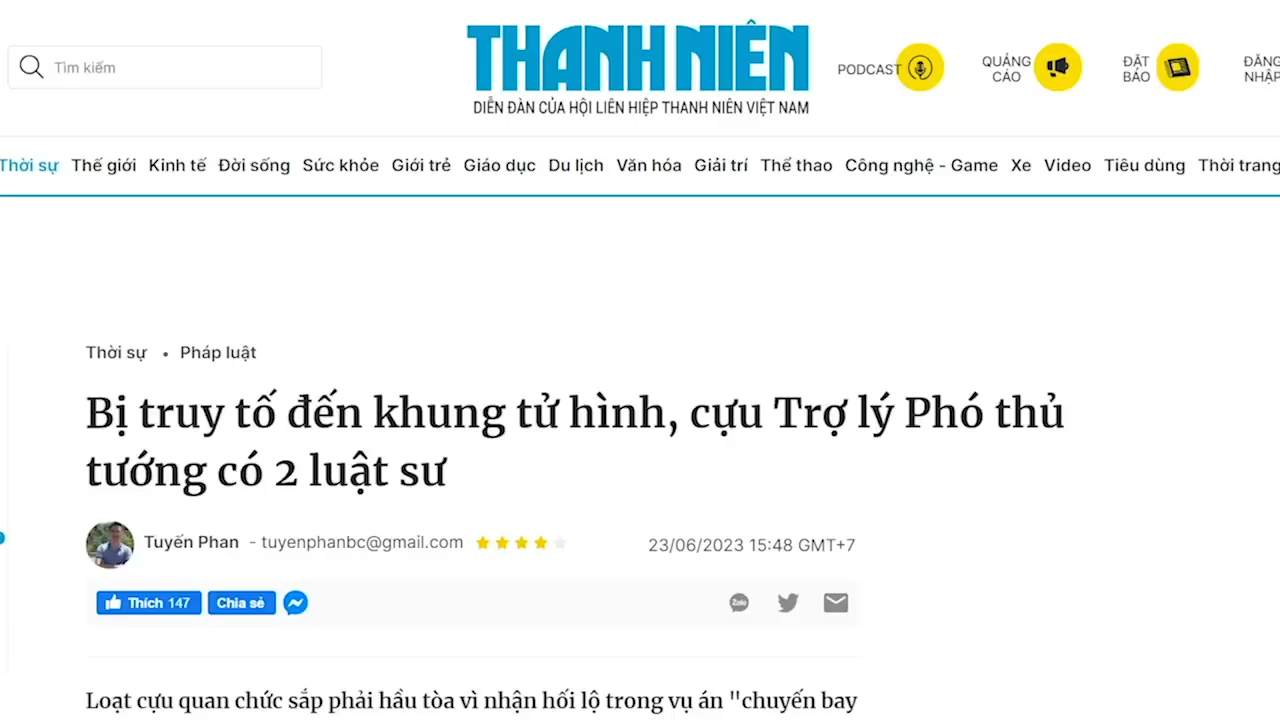 Tìm kiếm
THANH NIÊN
DIỄN ĐÀN CỦA HỘI LIÊN HIỆP THANH NIÊN VIỆT NAM
PODCAST
QUẢNG
CÁO
ĐẶT
BÁO
ĐĂNG
NHẬP
Thời sự Thế giới Kinh tế Đời sống Sức khỏe Giới trẻ Giáo dục Du lịch Văn hóa Giải trí Thể thao Công nghệ - Game Xe Video Tiêu dùng Thời trang
Thời sự • Pháp luật
Bị truy tố đến khung tử hình, cựu Trợ lý Phó thủ
tướng có 2 luật sư
Tuyến Phan - tuyenphanbc@gmail.com
23/06/2023 15:48 GMT+7
Thích 147 Chia sẻ
Zalo
Loạt cựu quan chức sắp phải hầu tòa vì nhận hối lộ trong vụ án "chuyến bay